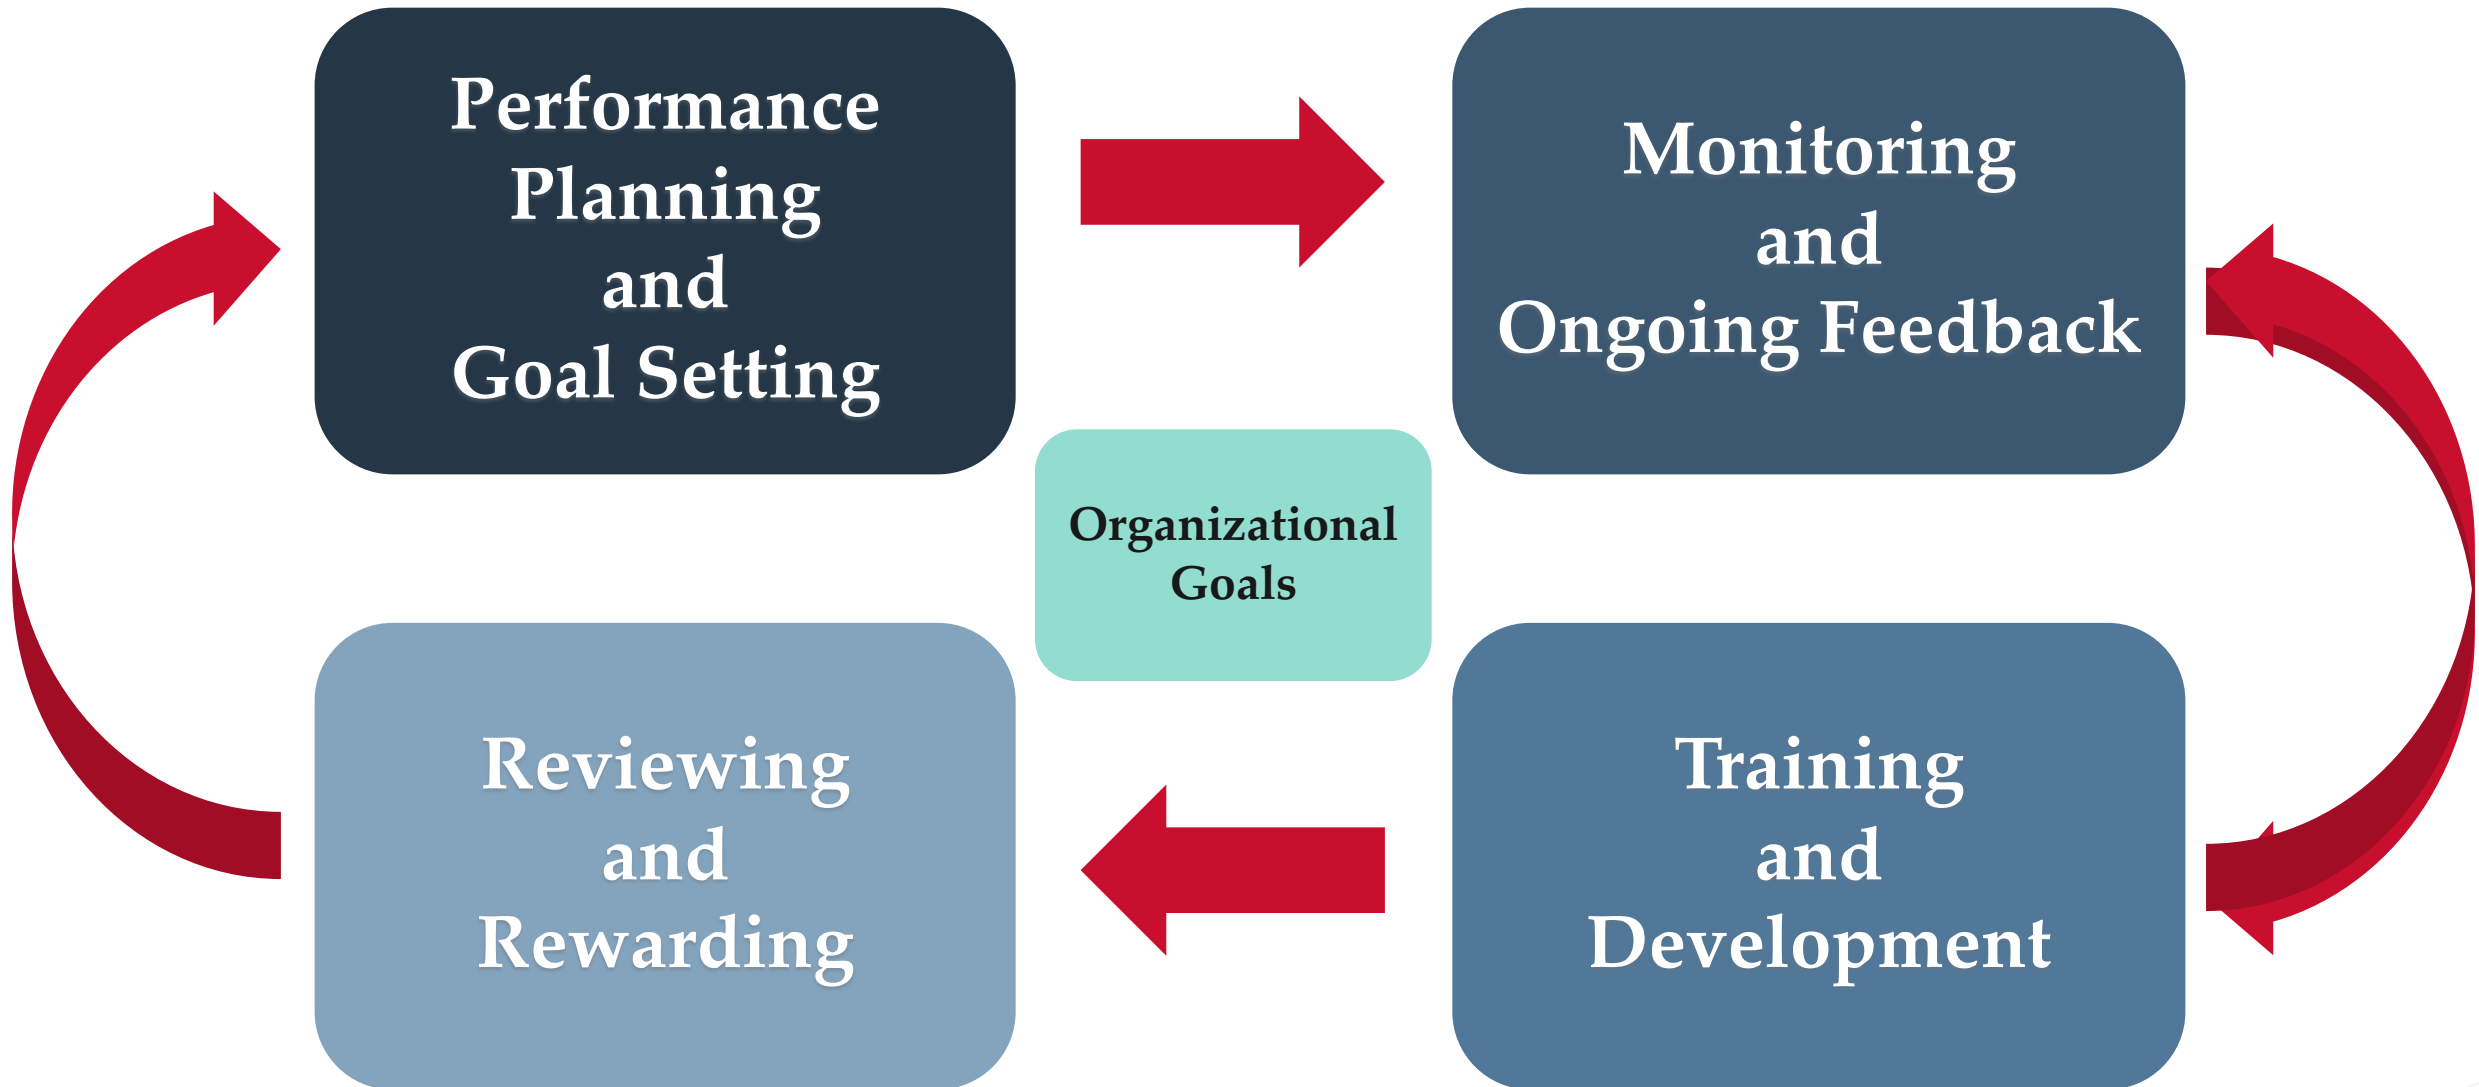 Performance
Planning
and
Goal Setting
Monitoring
and
Ongoing Feedback
Organizational
Goals
Reviewing
and
Rewarding
Training
and
Development